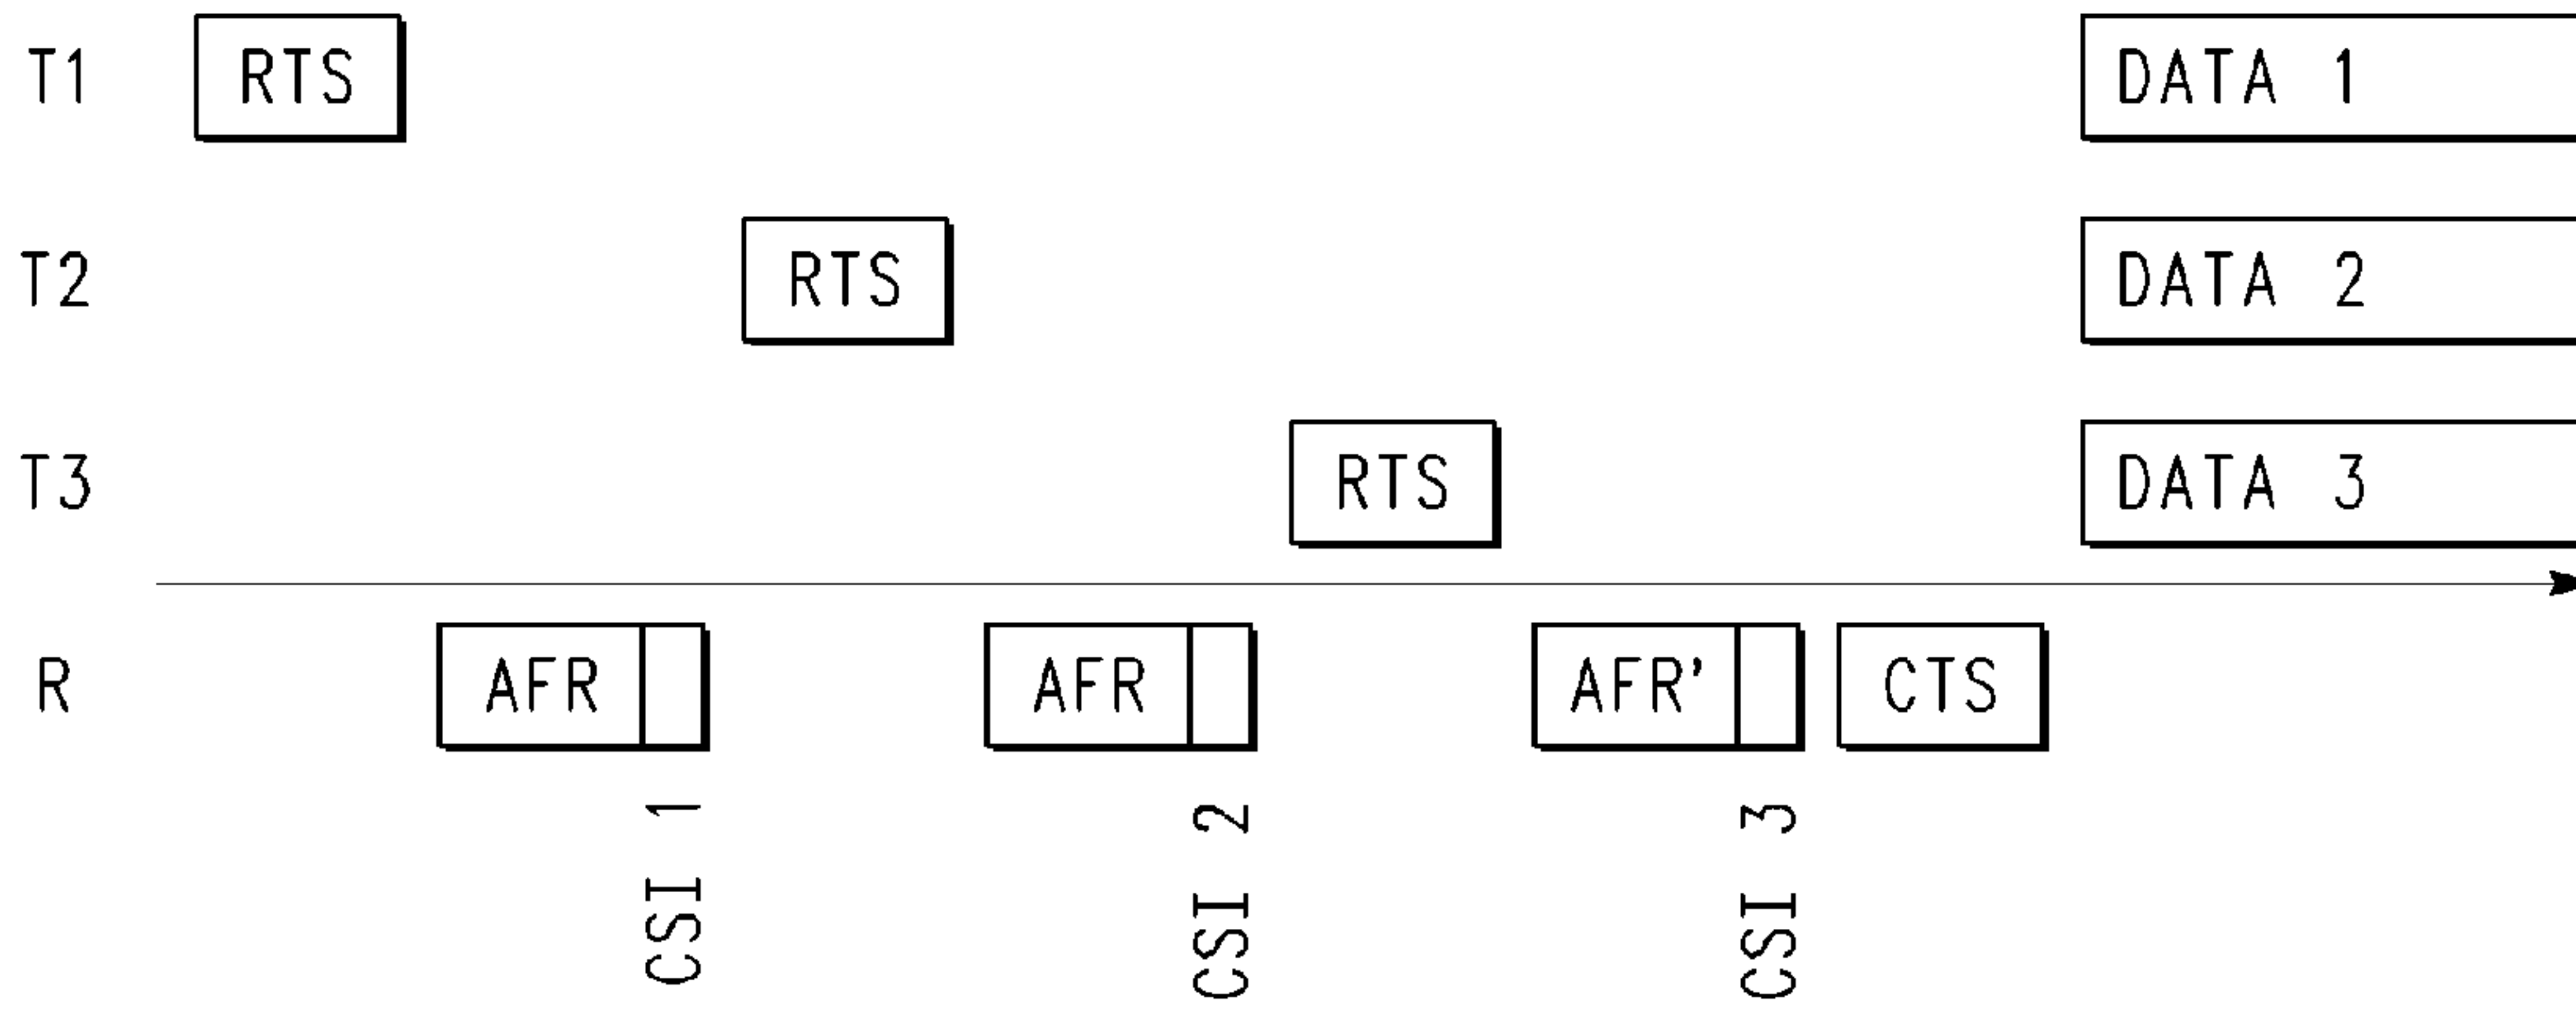 T1 RTS DATA 1
T2 RTS DATA 2
T3 RTS DATA 3
R AFR AFR AFR' CTS
CSI 1 CSI 2 CSI 3